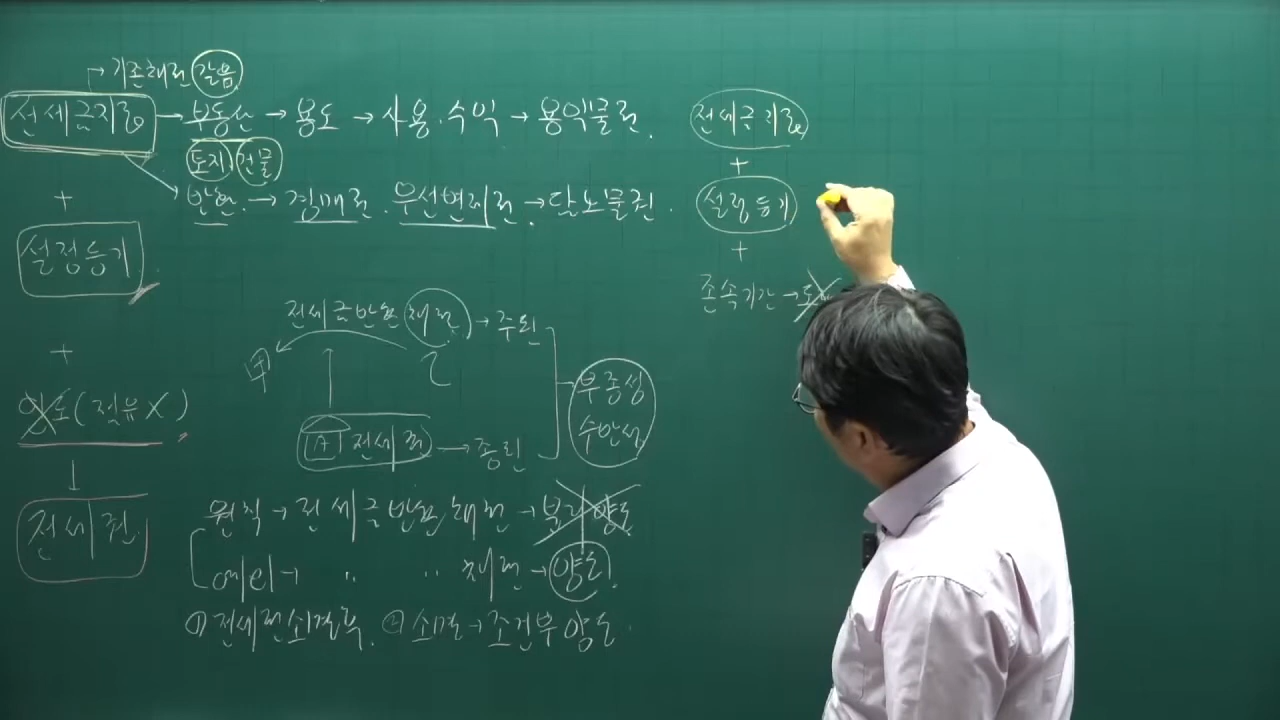 → 기존채권 갈음
전세금지급 → 부동산 → 용도 → 사용·수익 → 용익물권.
토지 건물
+
반환 → 경매권. 우선변제권 → 담보물권.
설정등기
+
인도(점유X)
↓
전세권
전세금반환 채권 → 주된
甲 乙
전세권 → 종된
부종성
수반성
원칙 → 전세금반환채권 → 분리양도
예외 → 〃 〃 채권 → 양도.
① 전세권소멸후. ② 소멸 → 조건부 양도.
전세금지급
+
설정등기
+
존속기간 →